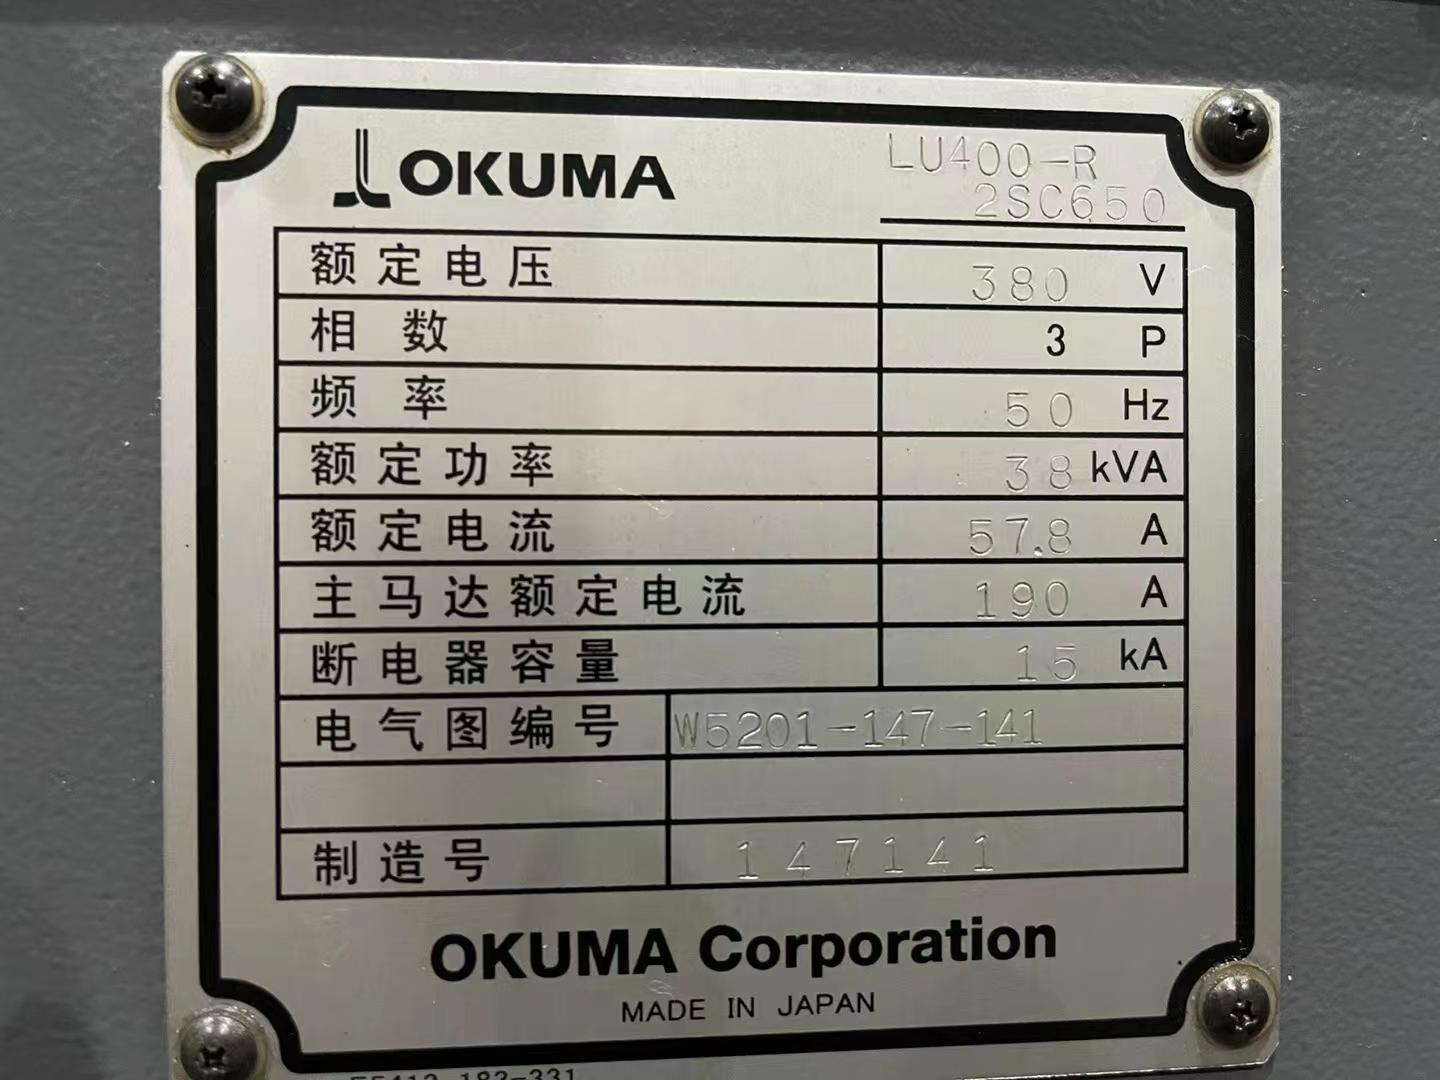 OKUMA
LU400-R
2SC650
额定电压 380 V
相数 3 P
频率 50 Hz
额定功率 38 kVA
额定电流 57.8 A
主马达额定电流 190 A
断电器容量 15 kA
电气图编号 W5201-147-141
制造号 147141
OKUMA Corporation
MADE IN JAPAN